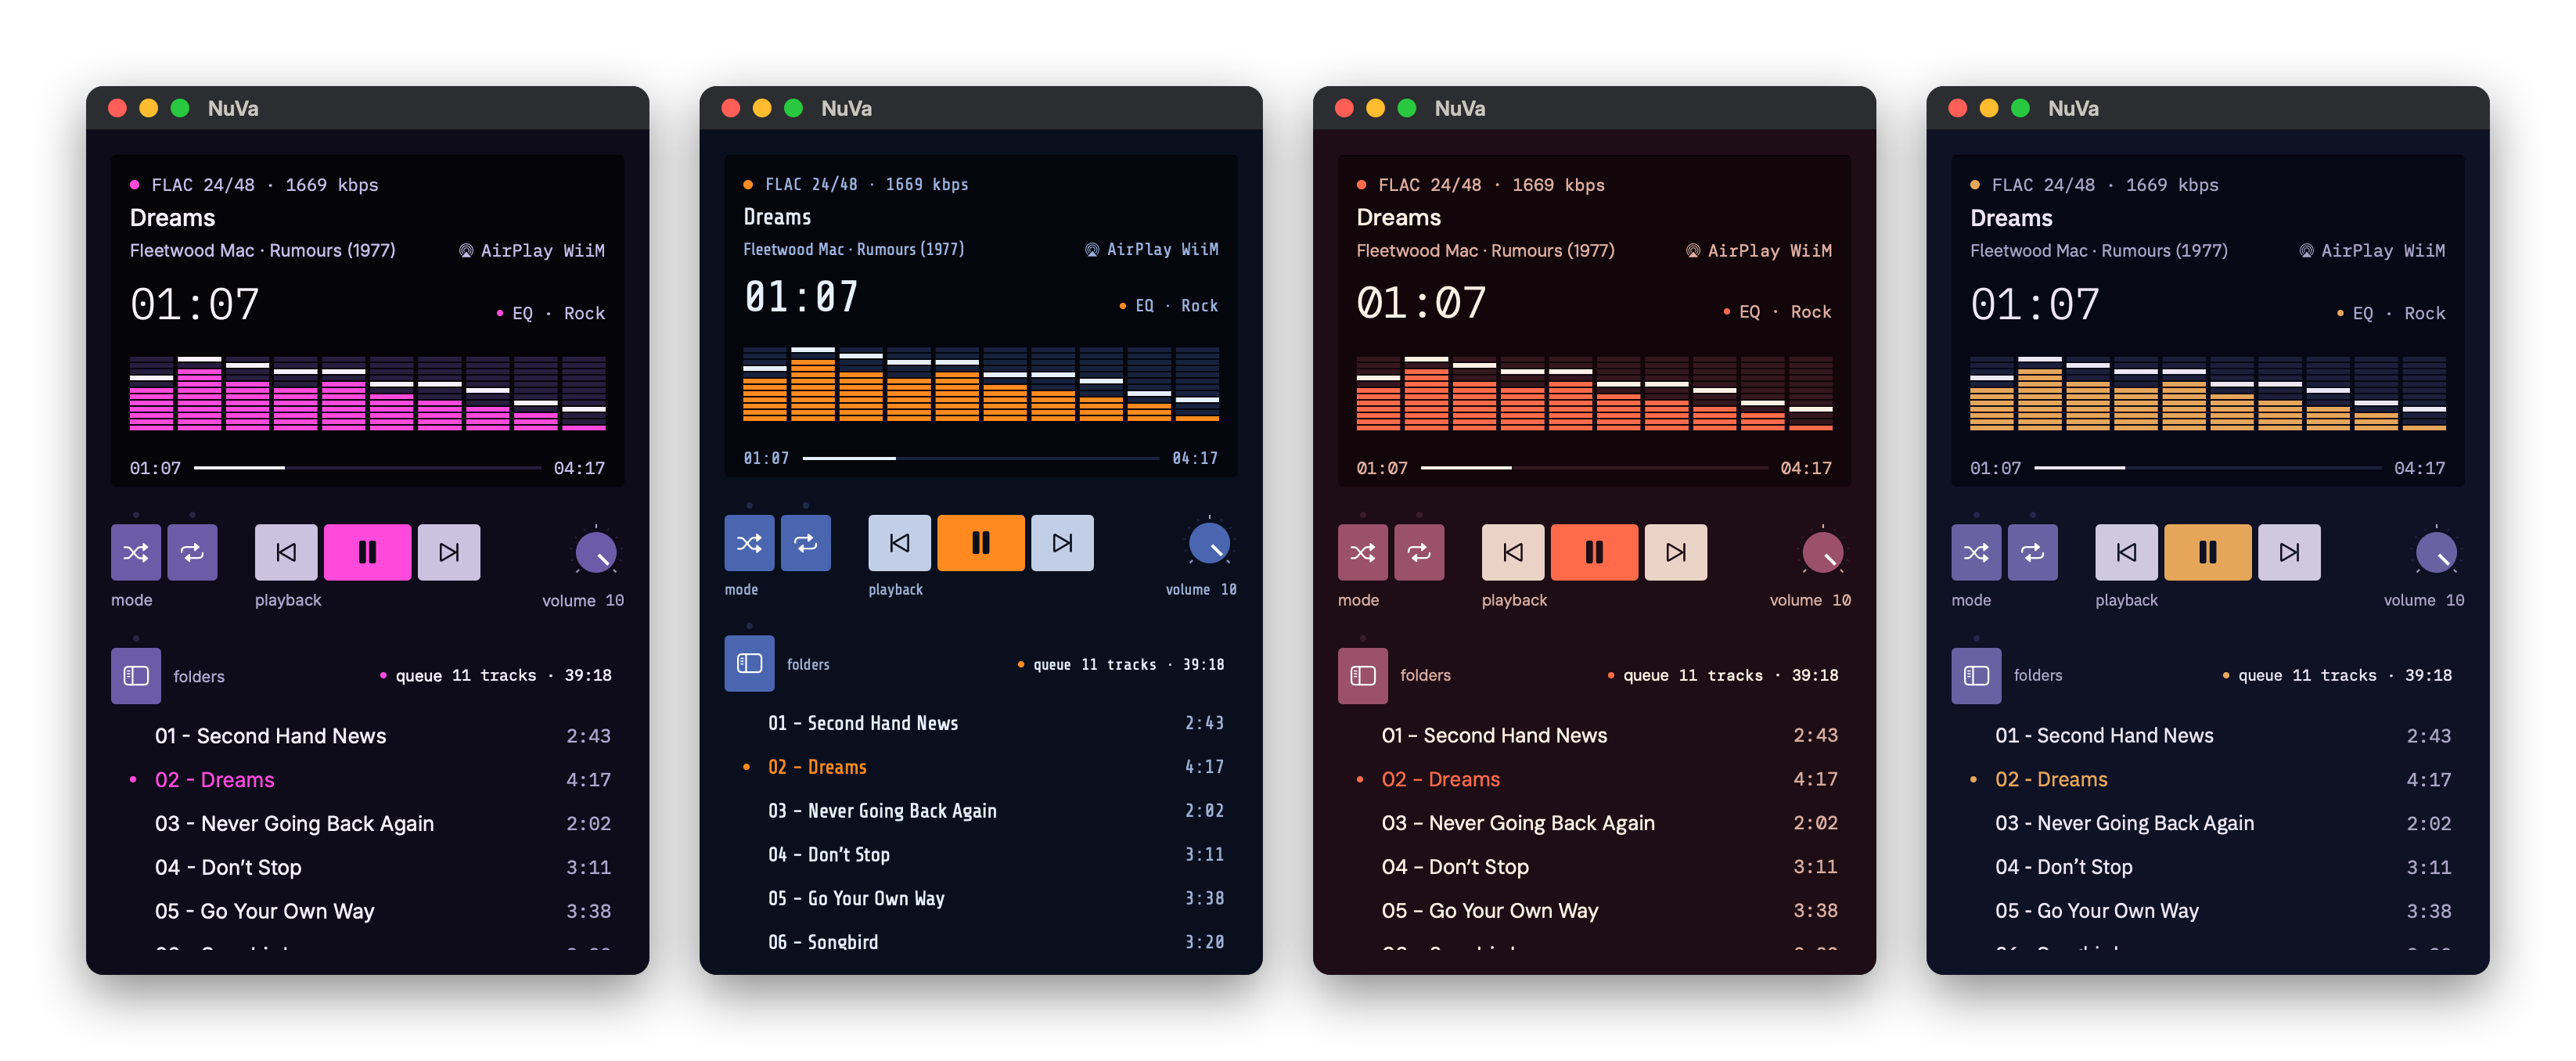 NuVa
FLAC 24/48 · 1669 kbps
Dreams
Fleetwood Mac · Rumours (1977)
AirPlay WiiM
01:07
EQ · Rock
01:07
04:17
mode
playback
volume 10
folders
queue 11 tracks · 39:18
01 - Second Hand News 2:43
02 - Dreams 4:17
03 - Never Going Back Again 2:02
04 - Don't Stop 3:11
05 - Go Your Own Way 3:38
NuVa
FLAC 24/48 · 1669 kbps
Dreams
Fleetwood Mac · Rumours (1977)
AirPlay WiiM
01:07
EQ · Rock
01:07
04:17
mode
playback
volume 10
folders
queue 11 tracks · 39:18
01 - Second Hand News 2:43
02 - Dreams 4:17
03 - Never Going Back Again 2:02
04 - Don't Stop 3:11
05 - Go Your Own Way 3:38
06 - Songbird 3:20
NuVa
FLAC 24/48 · 1669 kbps
Dreams
Fleetwood Mac · Rumours (1977)
AirPlay WiiM
01:07
EQ · Rock
01:07
04:17
mode
playback
volume 10
folders
queue 11 tracks · 39:18
01 - Second Hand News 2:43
02 - Dreams 4:17
03 - Never Going Back Again 2:02
04 - Don't Stop 3:11
05 - Go Your Own Way 3:38
NuVa
FLAC 24/48 · 1669 kbps
Dreams
Fleetwood Mac · Rumours (1977)
AirPlay WiiM
01:07
EQ · Rock
01:07
04:17
mode
playback
volume 10
folders
queue 11 tracks · 39:18
01 - Second Hand News 2:43
02 - Dreams 4:17
03 - Never Going Back Again 2:02
04 - Don't Stop 3:11
05 - Go Your Own Way 3:38